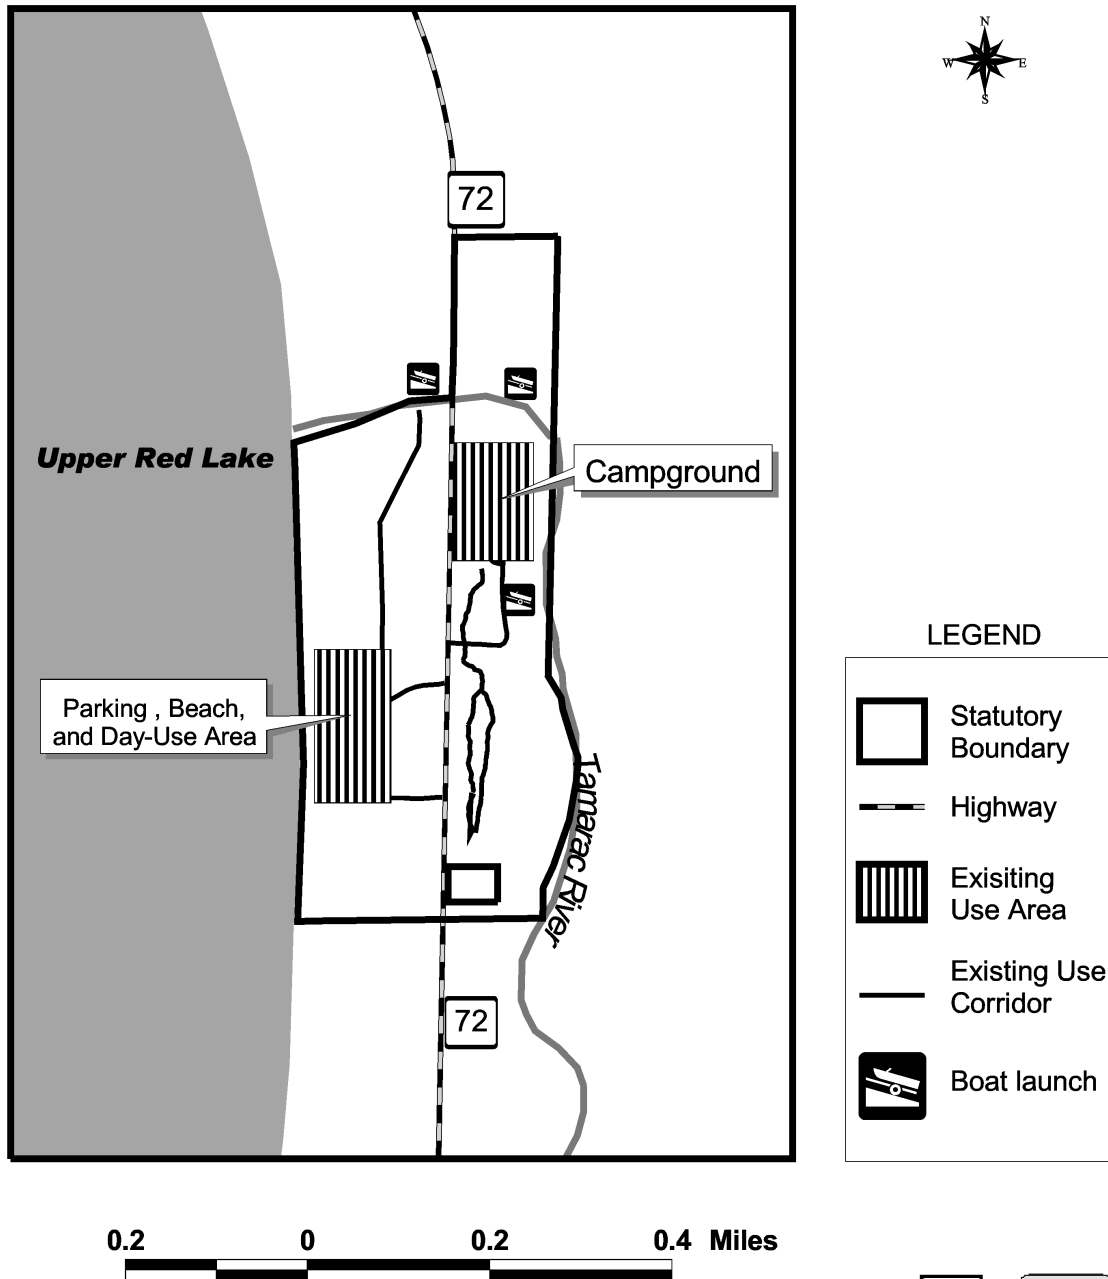 N
W E
S
72
Upper Red Lake
Campground
Parking , Beach,
and Day-Use Area
Tamarac River
72
LEGEND
Statutory
Boundary
Highway
Exisiting
Use Area
Existing Use
Corridor
Boat launch
0.2 0 0.2 0.4 Miles